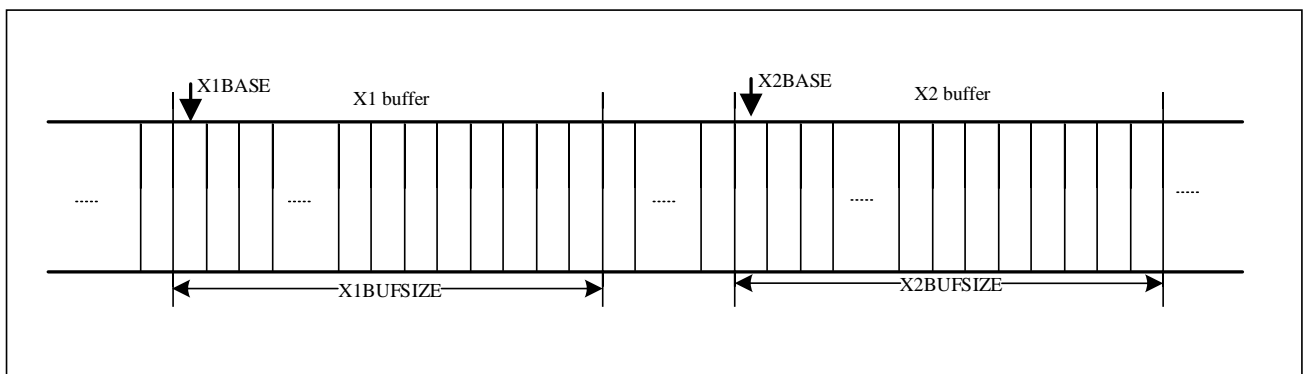 X1BASE
X1 buffer
X2BASE
X2 buffer
.....
.....
.....
.....
.....
X1BUFSIZE
X2BUFSIZE